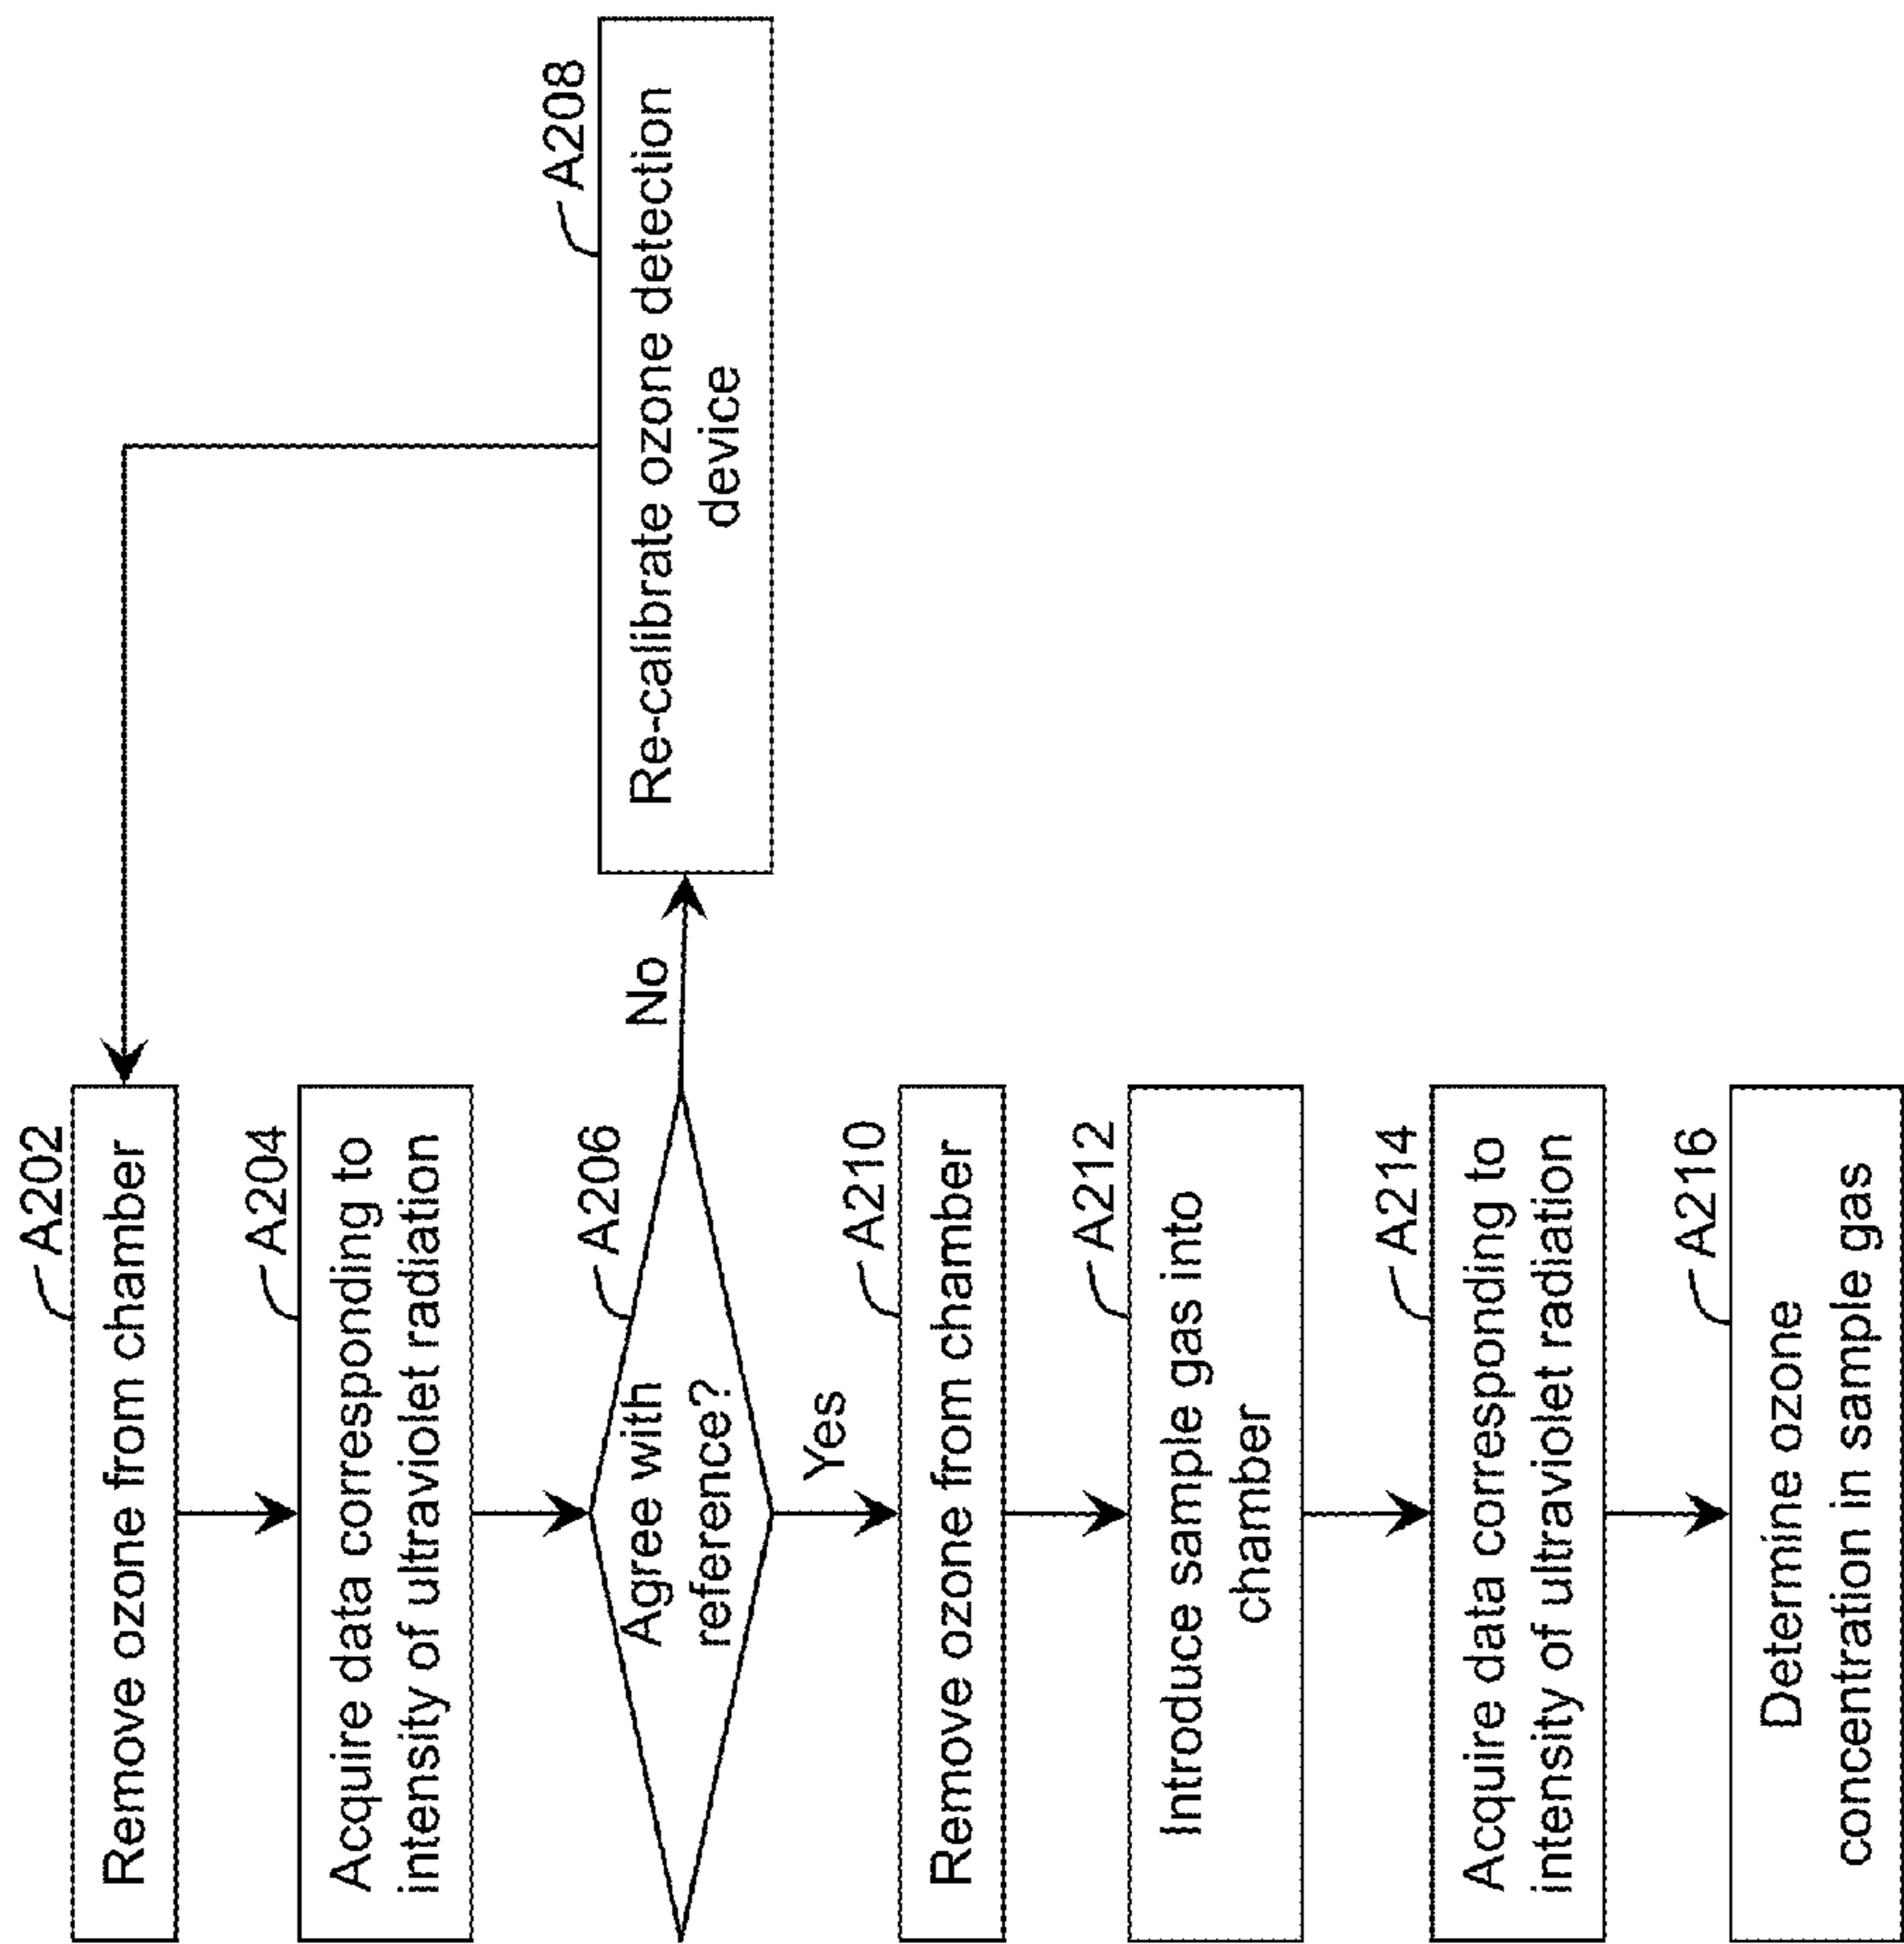 A202
Remove ozone from chamber
A204
Acquire data corresponding to
intensity of ultraviolet radiation
A206
Agree with
reference?
No
A208
Re-calibrate ozone detection
device
Yes
A210
Remove ozone from chamber
A212
Introduce sample gas into
chamber
A214
Acquire data corresponding to
intensity of ultraviolet radiation
A216
Determine ozone
concentration in sample gas